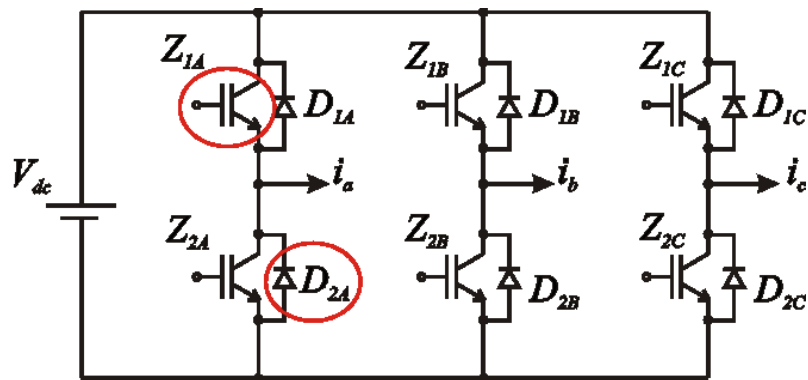 Z1A
Z1B
Z1C
D1A
D1B
D1C
Vdc
ia
ib
ic
Z2A
Z2B
Z2C
D2A
D2B
D2C